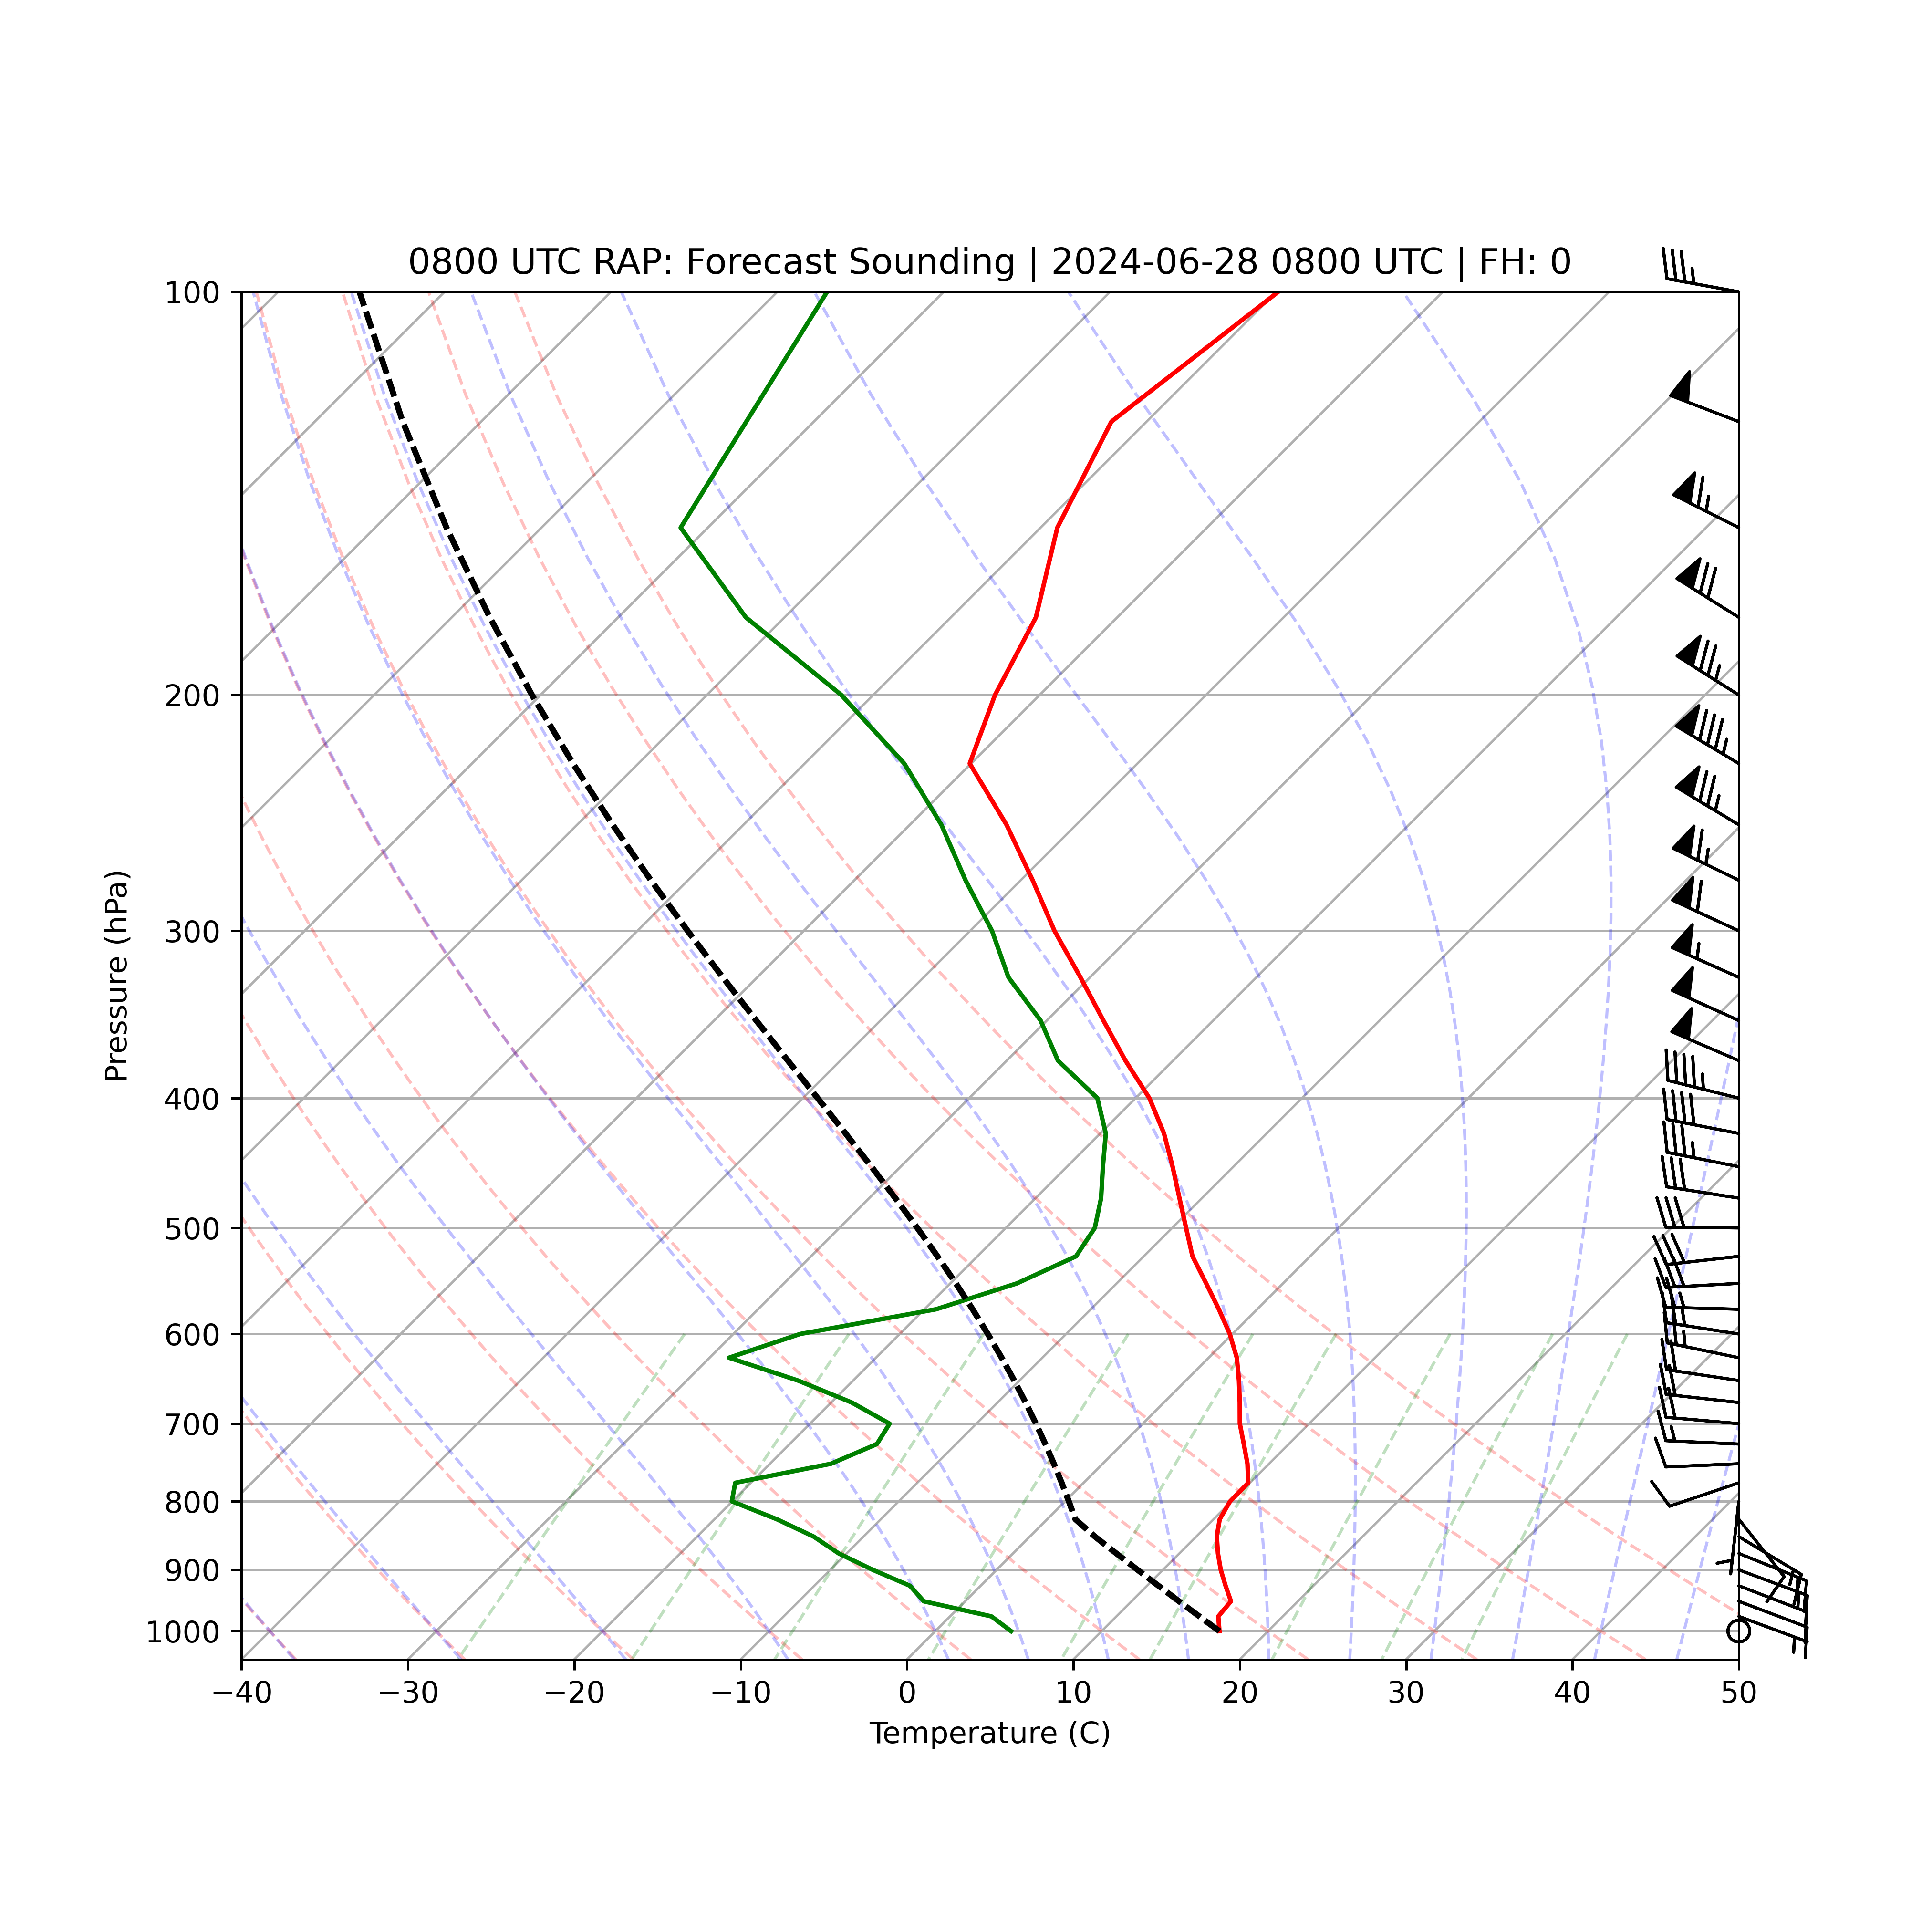 0800 UTC RAP: Forecast Sounding | 2024-06-28 0800 UTC | FH: 0
100
200
300
400
500
600
700
800
900
1000
Pressure (hPa)
−40 −30 −20 −10 0 10 20 30 40 50
Temperature (C)